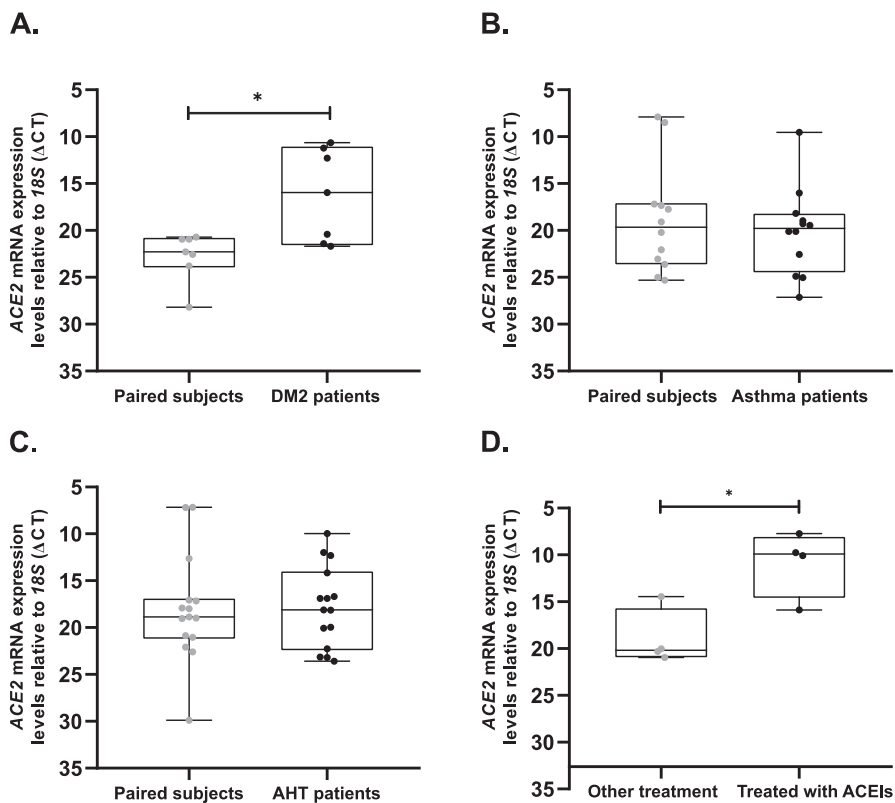 A.
ACE2 mRNA expression
levels relative to 18S (ΔCT)
5
10
15
20
25
30
35
*
Paired subjects DM2 patients
B.
ACE2 mRNA expression
levels relative to 18S (ΔCT)
5
10
15
20
25
30
35
Paired subjects Asthma patients
C.
ACE2 mRNA expression
levels relative to 18S (ΔCT)
5
10
15
20
25
30
35
Paired subjects AHT patients
D.
ACE2 mRNA expression
levels relative to 18S (ΔCT)
5
10
15
20
25
30
35
*
Other treatment Treated with ACEIs